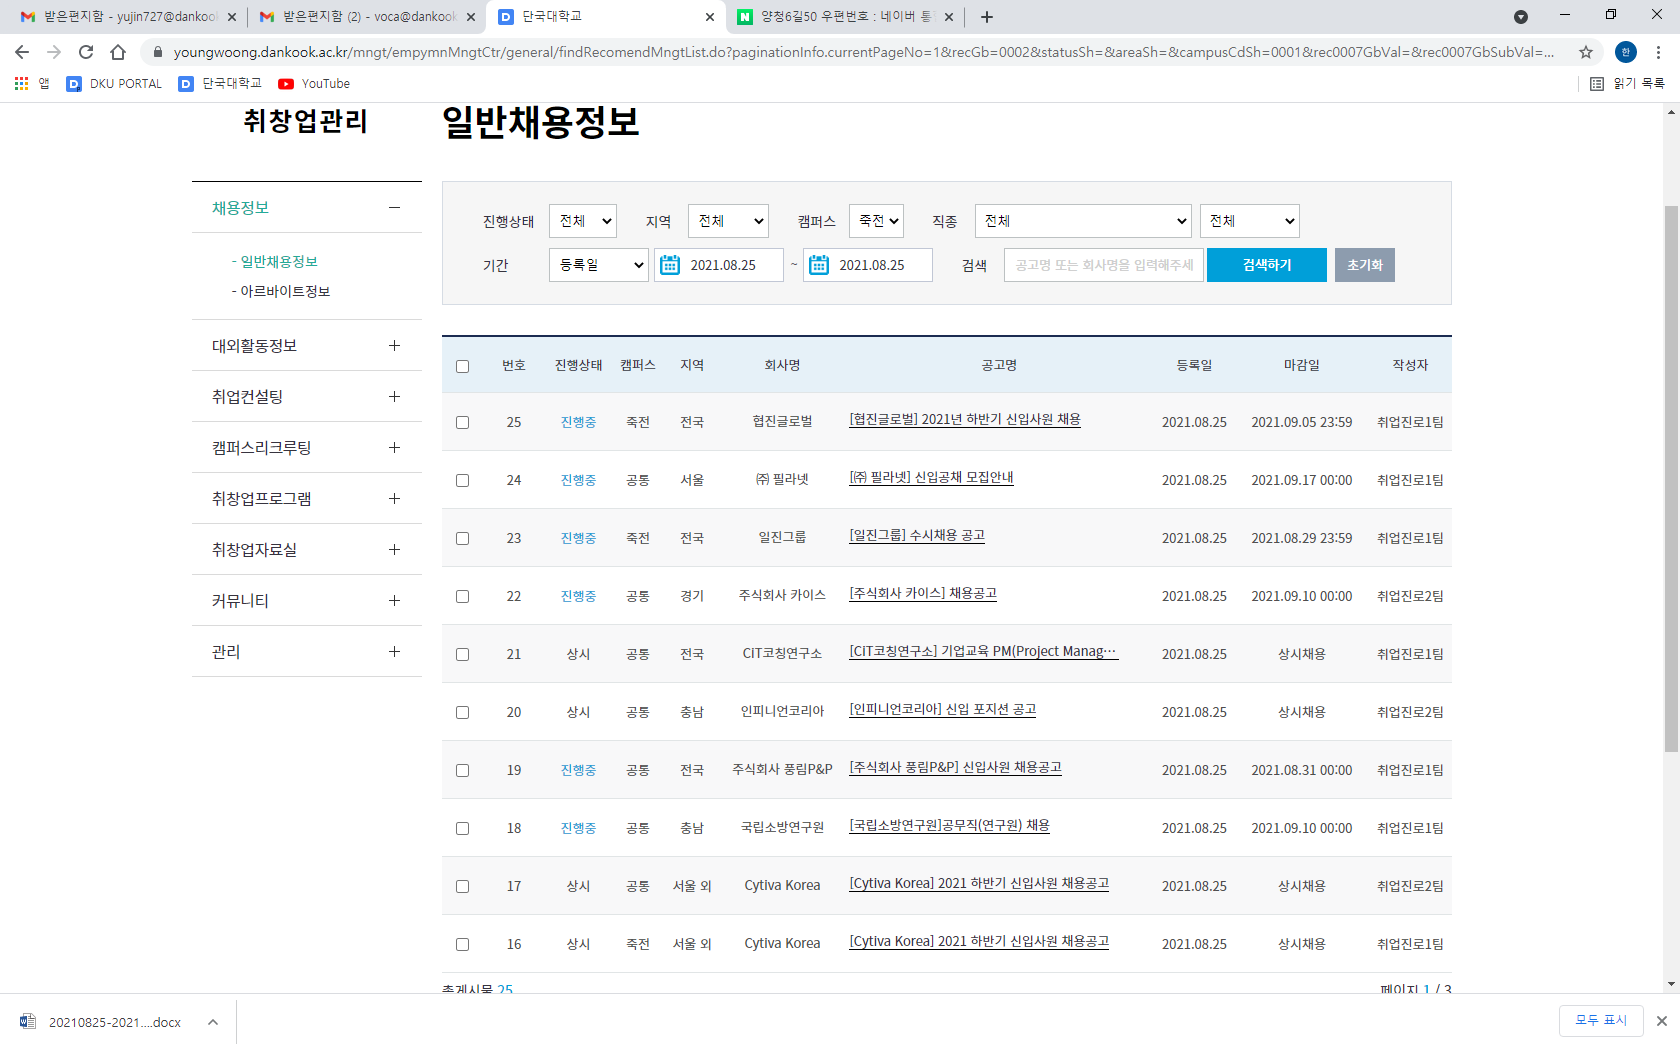 받은편지함 - yujin727@dankoo
받은편지함 (2) - voca@dankook
단국대학교
양청6길50 우편번호 : 네이버 통
youngwoong.dankook.ac.kr/mngt/empymnMngtCtr/general/findRecomendMngtList.do?paginationInfo.currentPageNo=1&recGb=0002&statusSh=&areaSh=&campusCdSh=0001&rec0007GbVal=&rec0007GbSubVal=...
한
앱 DKU PORTAL 단국대학교 YouTube 읽기 목록
취창업관리
채용정보
- 일반채용정보
- 아르바이트정보
대외활동정보
취업컨설팅
캠퍼스리크루팅
취창업프로그램
취창업자료실
커뮤니티
관리
일반채용정보
진행상태 전체 지역 전체 캠퍼스 죽전 직종 전체 전체
기간 등록일 2021.08.25 ~ 2021.08.25 검색 공고명 또는 회사명을 입력해주세 검색하기 초기화
번호 진행상태 캠퍼스 지역 회사명 공고명 등록일 마감일 작성자
25 진행중 죽전 전국 협진글로벌 [협진글로벌] 2021년 하반기 신입사원 채용 2021.08.25 2021.09.05 23:59 취업진로1팀
24 진행중 공통 서울 ㈜ 필라넷 [㈜ 필라넷] 신입공채 모집안내 2021.08.25 2021.09.17 00:00 취업진로1팀
23 진행중 죽전 전국 일진그룹 [일진그룹] 수시채용 공고 2021.08.25 2021.08.29 23:59 취업진로1팀
22 진행중 공통 경기 주식회사 카이스 [주식회사 카이스] 채용공고 2021.08.25 2021.09.10 00:00 취업진로2팀
21 상시 공통 전국 CiT코칭연구소 [CiT코칭연구소] 기업교육 PM(Project Manag… 2021.08.25 상시채용 취업진로1팀
20 상시 공통 충남 인피니언코리아 [인피니언코리아] 신입 포지션 공고 2021.08.25 상시채용 취업진로2팀
19 진행중 공통 전국 주식회사 풍림P&P [주식회사 풍림P&P] 신입사원 채용공고 2021.08.25 2021.08.31 00:00 취업진로1팀
18 진행중 공통 충남 국립소방연구원 [국립소방연구원]공무직(연구원) 채용 2021.08.25 2021.09.10 00:00 취업진로1팀
17 상시 공통 서울 외 Cytiva Korea [Cytiva Korea] 2021 하반기 신입사원 채용공고 2021.08.25 상시채용 취업진로2팀
16 상시 죽전 서울 외 Cytiva Korea [Cytiva Korea] 2021 하반기 신입사원 채용공고 2021.08.25 상시채용 취업진로1팀
총게시물 25 페이지 1 / 3
20210825-2021....docx 모두 표시